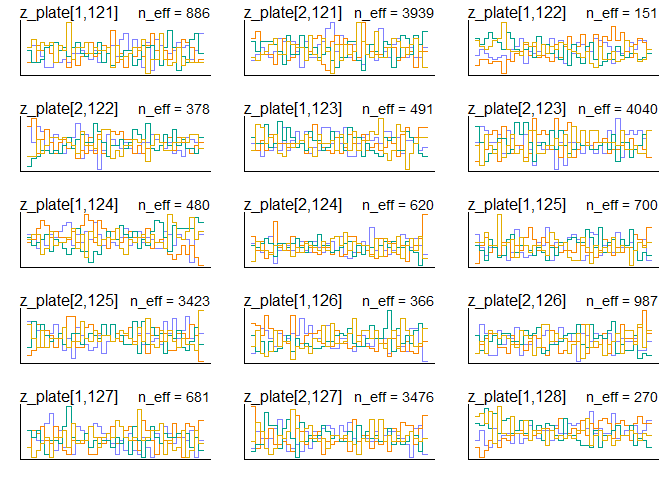 z_plate[1,121] n_eff = 886
z_plate[2,121] n_eff = 3939
z_plate[1,122] n_eff = 151
z_plate[2,122] n_eff = 378
z_plate[1,123] n_eff = 491
z_plate[2,123] n_eff = 4040
z_plate[1,124] n_eff = 480
z_plate[2,124] n_eff = 620
z_plate[1,125] n_eff = 700
z_plate[2,125] n_eff = 3423
z_plate[1,126] n_eff = 366
z_plate[2,126] n_eff = 987
z_plate[1,127] n_eff = 681
z_plate[2,127] n_eff = 3476
z_plate[1,128] n_eff = 270